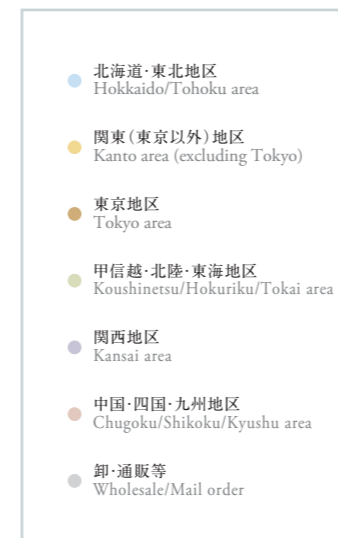 北海道·東北地区
Hokkaido/Tohoku area
関東(東京以外)地区
Kanto area (excluding Tokyo)
東京地区
Tokyo area
甲信越·北陸·東海地区
Koushinetsu/Hokuriku/Tokai area
関西地区
Kansai area
中国·四国·九州地区
Chugoku/Shikoku/Kyushu area
卸·通販等
Wholesale/Mail order